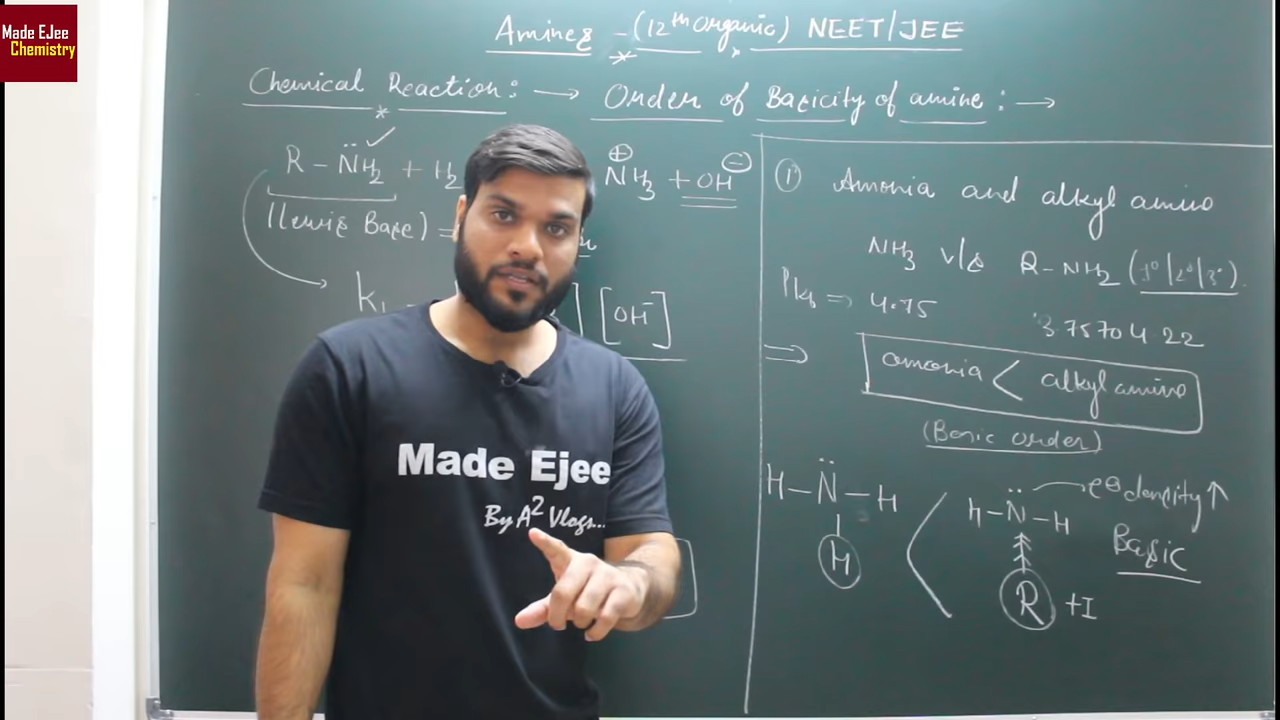 Made EJee
Chemistry
Amines - (12th Organic) NEET/JEE
Chemical Reaction: → Order of Basicity of amine: →
R - N̈H₂ + H₂
NH₃⊕ + OH⊖
(Lewis Base) =
[OH⁻]
① Amonia and alkyl amine
NH₃ v/s R-NH₂ (1°/2°/3°)
Pkb ⇒ 4.75 3.75 to 4.22
⇒ amonia < alkyl amine
(Basic order)
H-N̈-H < H-N̈-H e⊖ density ↑
H Basic
R +I
Made Ejee
By A² Vlogs...